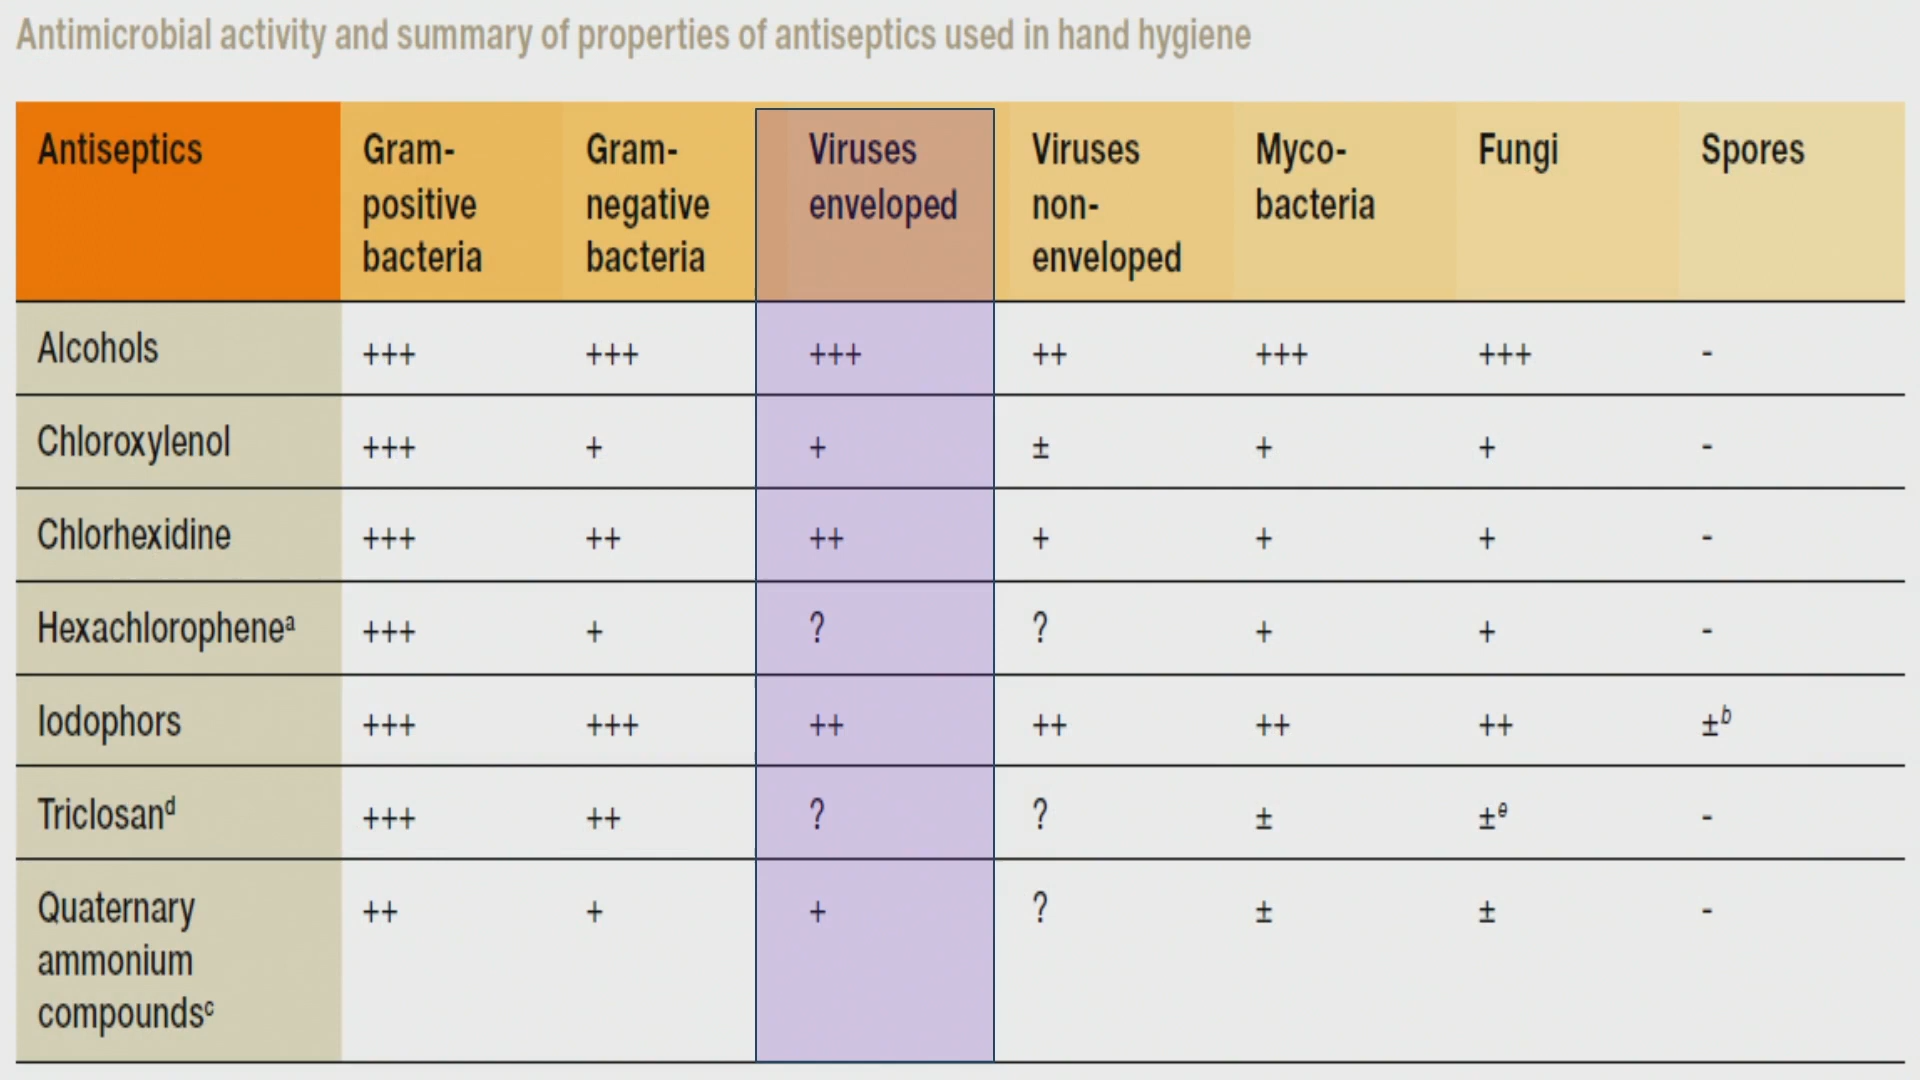 Antimicrobial activity and summary of properties of antiseptics used in hand hygiene
Antiseptics Gram- Gram- Viruses Viruses Myco- Fungi Spores
positive negative enveloped non- bacteria
bacteria bacteria enveloped
Alcohols +++ +++ +++ ++ +++ +++ -
Chloroxylenol +++ + + ± + + -
Chlorhexidine +++ ++ ++ + + + -
Hexachloropheneᵃ +++ + ? ? + + -
Iodophors +++ +++ ++ ++ ++ ++ ±ᵇ
Triclosanᵈ +++ ++ ? ? ± ±ᵉ -
Quaternary ++ + + ? ± ± -
ammonium
compoundsᶜ